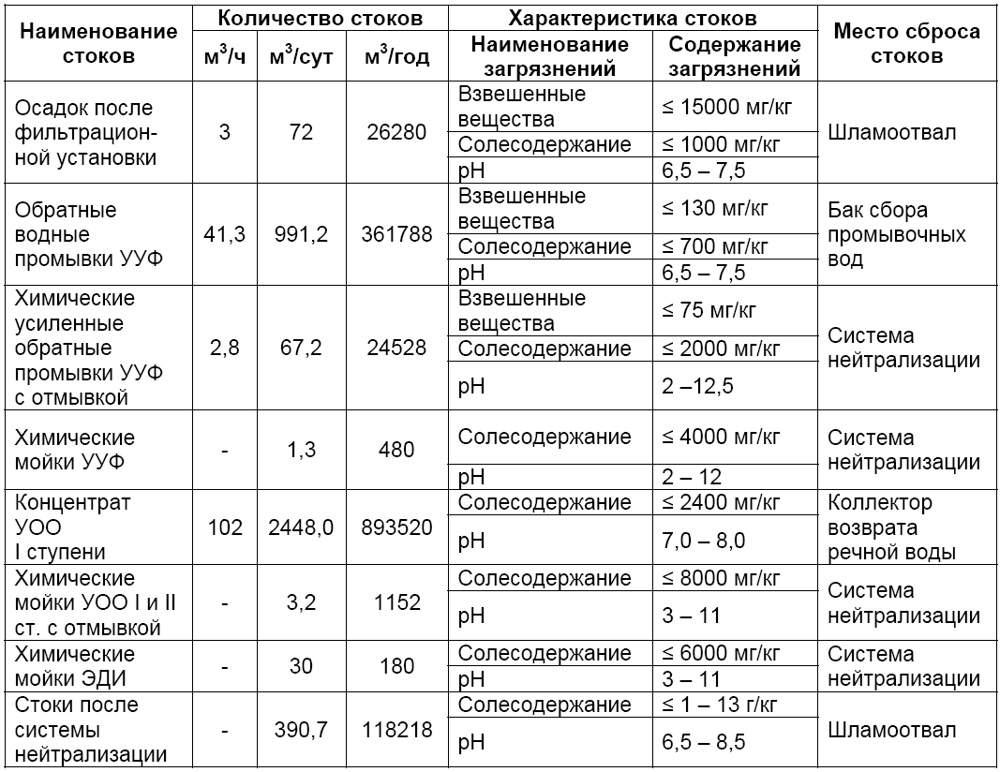 Наименование стоков
Количество стоков
Характеристика стоков
Место сброса стоков
м³/ч
м³/сут
м³/год
Наименование загрязнений
Содержание загрязнений
Осадок после
фильтрацион-
ной установки
3
72
26280
Взвешенные
вещества
≤ 15000 мг/кг
Солесодержание
≤ 1000 мг/кг
pH
6,5 – 7,5
Шламоотвал
Обратные
водные
промывки УУФ
41,3
991,2
361788
Взвешенные
вещества
≤ 130 мг/кг
Солесодержание
≤ 700 мг/кг
pH
6,5 – 7,5
Бак сбора
промывочных
вод
Химические
усиленные
обратные
промывки УУФ
с отмывкой
2,8
67,2
24528
Взвешенные
вещества
≤ 75 мг/кг
Солесодержание
≤ 2000 мг/кг
pH
2 –12,5
Система
нейтрализации
Химические
мойки УУФ
-
1,3
480
Солесодержание
≤ 4000 мг/кг
pH
2 – 12
Система
нейтрализации
Концентрат
УОО
I ступени
102
2448,0
893520
Солесодержание
≤ 2400 мг/кг
pH
7,0 – 8,0
Коллектор
возврата
речной воды
Химические
мойки УОО I и II
ст. с отмывкой
-
3,2
1152
Солесодержание
≤ 8000 мг/кг
pH
3 – 11
Система
нейтрализации
Химические
мойки ЭДИ
-
30
180
Солесодержание
≤ 6000 мг/кг
pH
3 – 11
Система
нейтрализации
Стоки после
системы
нейтрализации
-
390,7
118218
Солесодержание
≤ 1 – 13 г/кг
pH
6,5 – 8,5
Шламоотвал